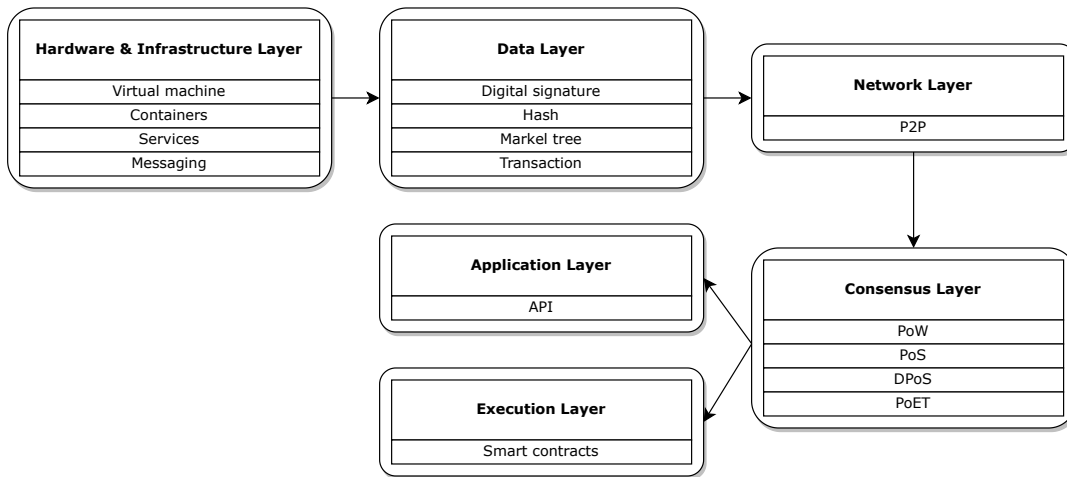 Hardware & Infrastructure Layer
Virtual machine
Containers
Services
Messaging
Data Layer
Digital signature
Hash
Markel tree
Transaction
Network Layer
P2P
Consensus Layer
PoW
PoS
DPoS
PoET
Application Layer
API
Execution Layer
Smart contracts